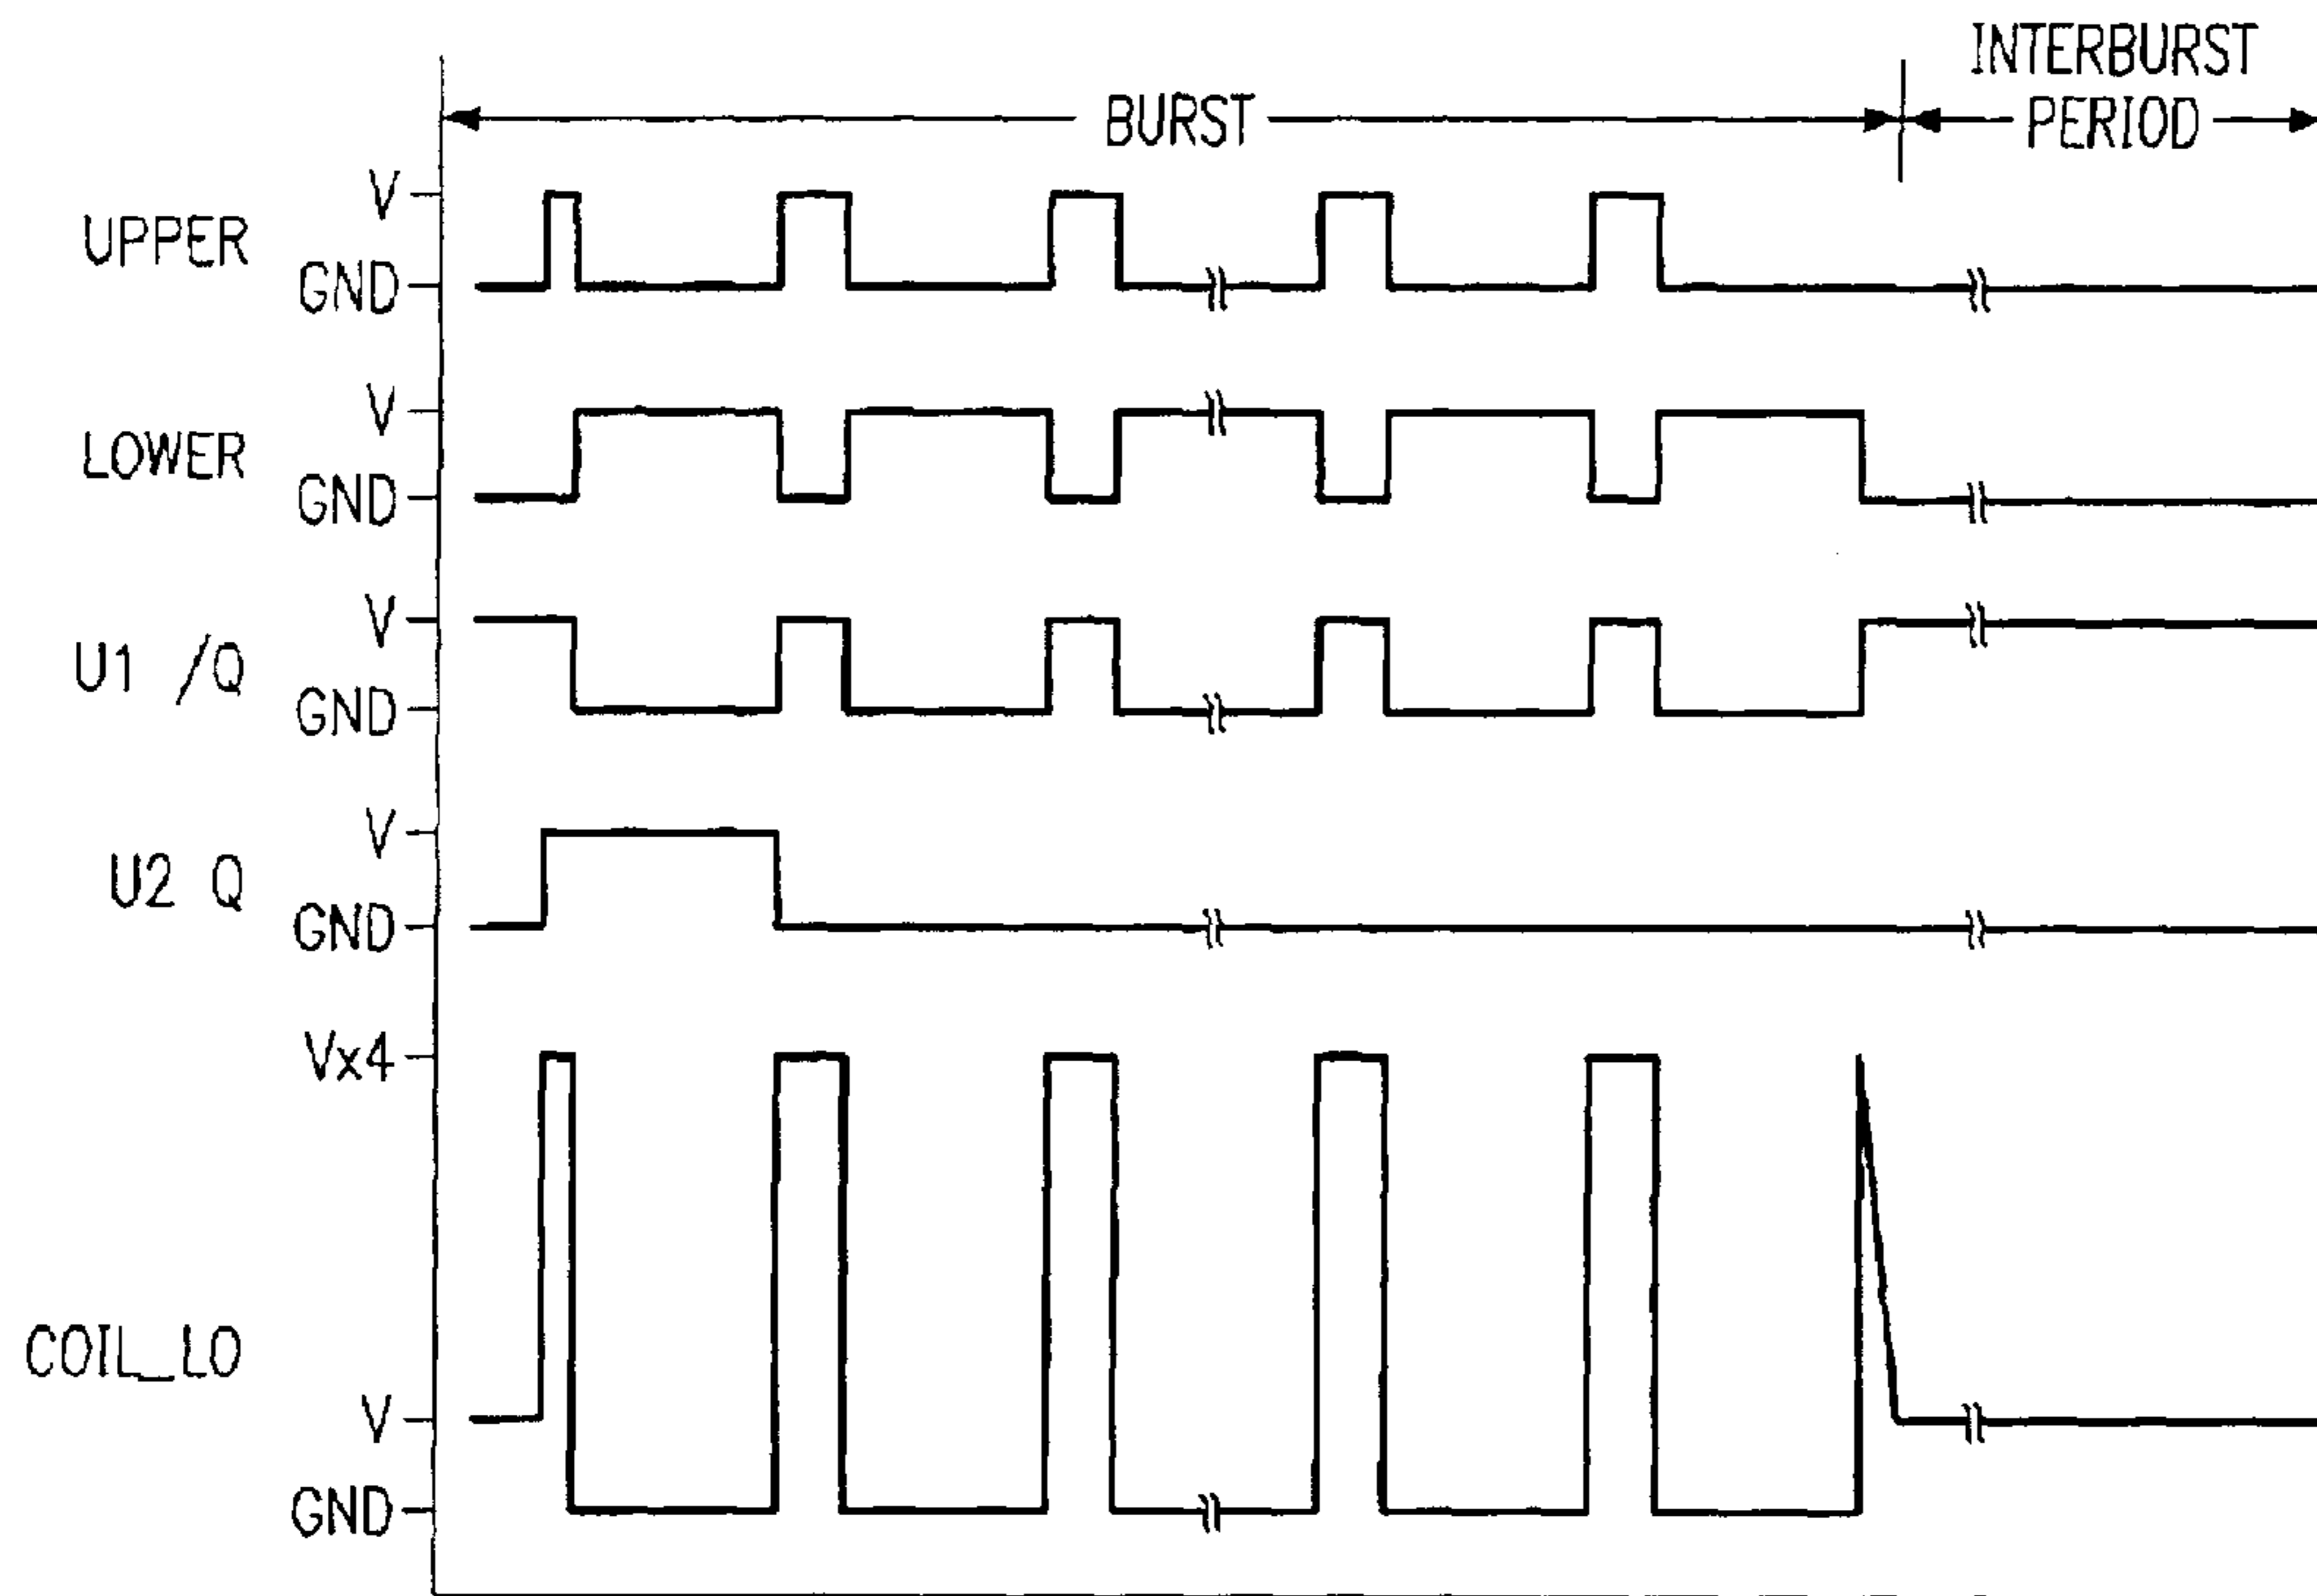 INTERBURST
BURST PERIOD
V
UPPER
GND
V
LOWER
GND
V
U1 /Q
GND
V
U2 Q
GND
Vx4
COIL_LO
V
GND